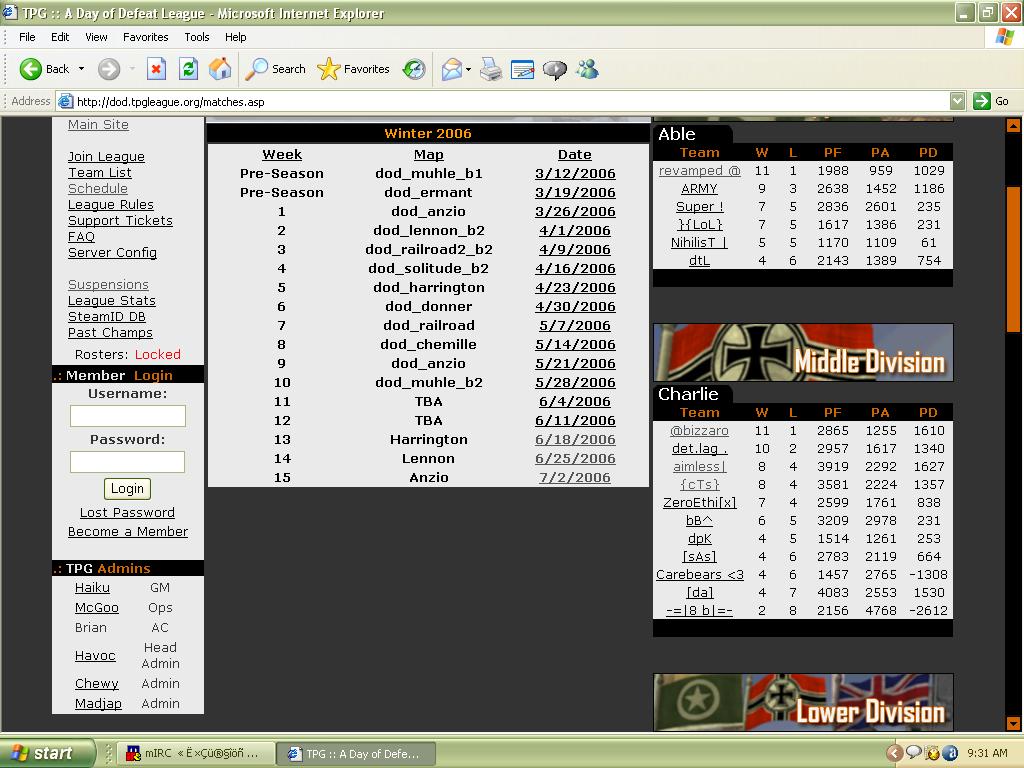 TPG :: A Day of Defeat League - Microsoft Internet Explorer
File Edit View Favorites Tools Help
Back Search Favorites
Address http://dod.tpgleague.org/matches.asp Go
Main Site
Join League
Team List
Schedule
League Rules
Support Tickets
FAQ
Server Config
Suspensions
League Stats
SteamID DB
Past Champs
Rosters: Locked
.: Member Login
Username:
Password:
Login
Lost Password
Become a Member
.: TPG Admins
Haiku GM
McGoo Ops
Brian AC
Havoc Head Admin
Chewy Admin
Madjap Admin
Winter 2006
Week Map Date
Pre-Season dod_muhle_b1 3/12/2006
Pre-Season dod_ermant 3/19/2006
1 dod_anzio 3/26/2006
2 dod_lennon_b2 4/1/2006
3 dod_railroad2_b2 4/9/2006
4 dod_solitude_b2 4/16/2006
5 dod_harrington 4/23/2006
6 dod_donner 4/30/2006
7 dod_railroad 5/7/2006
8 dod_chemille 5/14/2006
9 dod_anzio 5/21/2006
10 dod_muhle_b2 5/28/2006
11 TBA 6/4/2006
12 TBA 6/11/2006
13 Harrington 6/18/2006
14 Lennon 6/25/2006
15 Anzio 7/2/2006
Able
Team W L PF PA PD
revamped @ 11 1 1988 959 1029
ARMY 9 3 2638 1452 1186
Super ! 7 5 2836 2601 235
}{LoL} 7 5 1617 1386 231
NihilisT | 5 5 1170 1109 61
dtL 4 6 2143 1389 754
Middle Division
Charlie
Team W L PF PA PD
@bizzaro 11 1 2865 1255 1610
det.lag . 10 2 2957 1617 1340
aimless| 8 4 3919 2292 1627
{cTs} 8 4 3581 2224 1357
ZeroEthi[x] 7 4 2599 1761 838
bB^ 6 5 3209 2978 231
dpK 4 5 1514 1261 253
[sAs] 4 6 2783 2119 664
Carebears <3 4 6 1457 2765 -1308
[da] 4 7 4083 2553 1530
-=|8 b|=- 2 8 2156 4768 -2612
Lower Division
start
mIRC « Ë×Çü®§ïöñ ...
TPG :: A Day of Defe...
9:31 AM